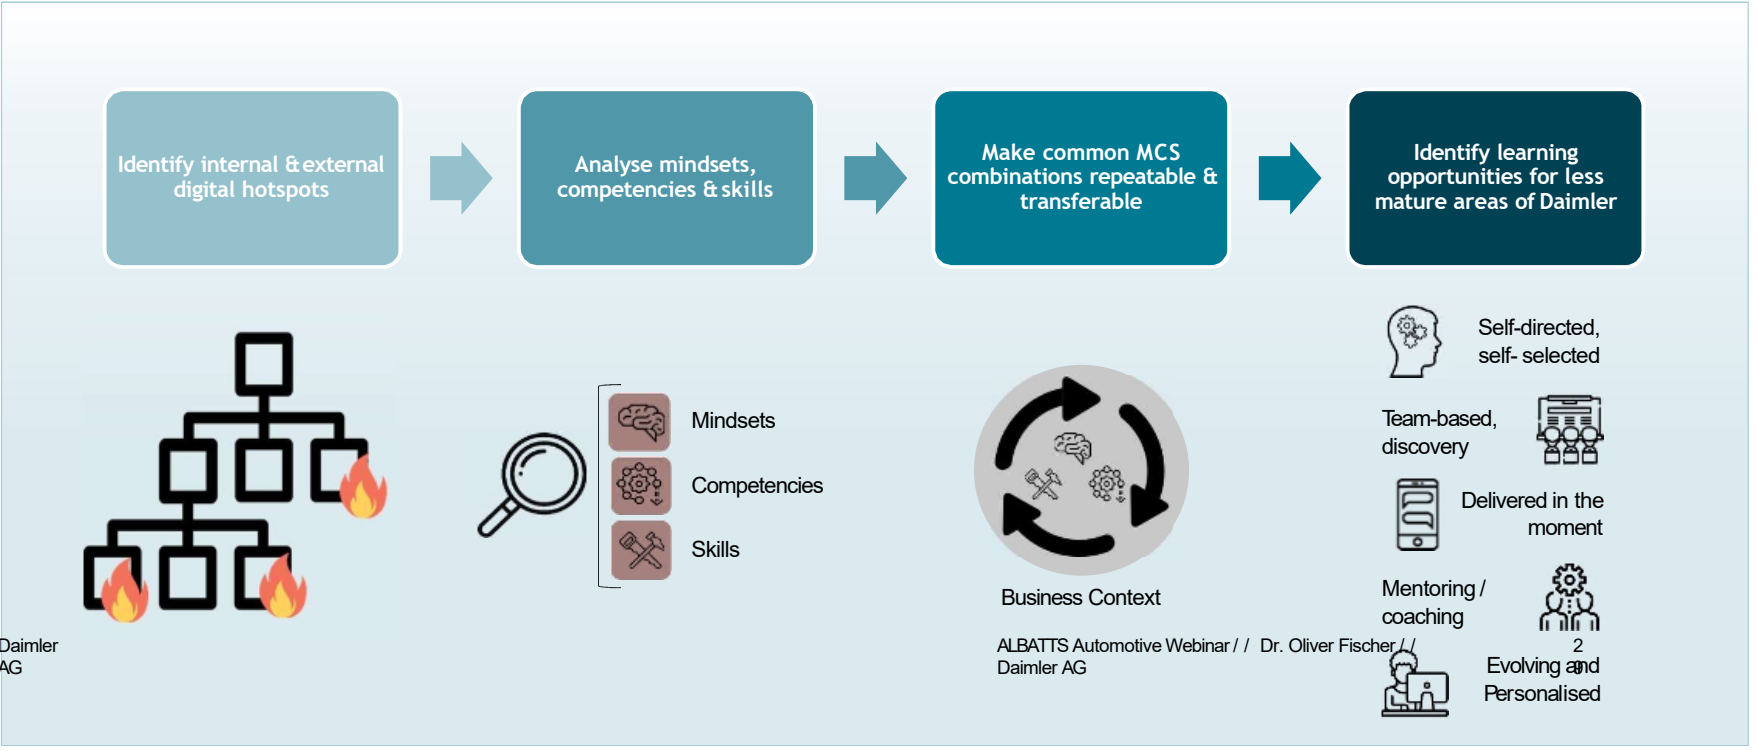 Identify internal & external
digital hotspots
Analyse mindsets,
competencies & skills
Make common MCS
combinations repeatable &
transferable
Identify learning
opportunities for less
mature areas of Daimler
Mindsets
Competencies
Skills
Business Context
Self-directed,
self- selected
Team-based,
discovery
Delivered in the
moment
Mentoring /
coaching
Evolving and
Personalised
Daimler
AG
ALBATTS Automotive Webinar / / Dr. Oliver Fischer / /
Daimler AG
2
9